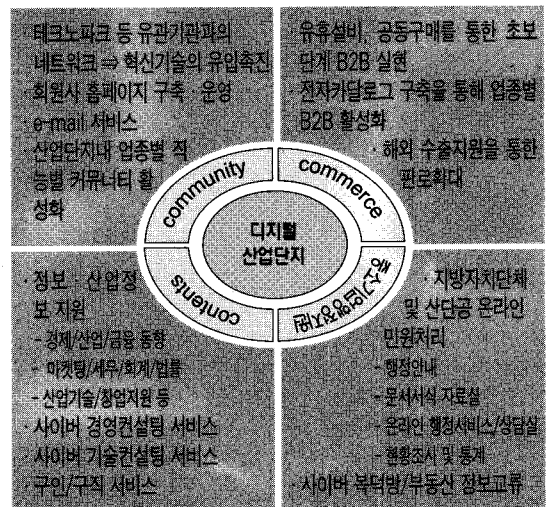 · 테크노파크 등 유관기관과의
네트워크 ⇒ 혁신기술의 유입촉진
· 회원사 홈페이지 구축 · 운영
· e-mail 서비스
· 산업단지내 업종별 직
능별 커뮤니티 활
성화
· 유휴설비, 공동구매를 통한 초보
단계 B2B 실현
· 전자카달로그 구축을 통해 업종별
B2B 활성화
· 해외 수출지원을 통한
판로확대
community
commerce
디지털
산업단지
contents
중소기업행정지원
· 정보 · 산업정
보 지원
- 경제/산업/금융 동향
- 마켓팅/세무/회계/법률
- 산업기술/창업지원 등
· 사이버 경영컨설팅 서비스
· 사이버 기술컨설팅 서비스
· 구인/구직 서비스
· 지방자치단체
및 산단공 온라인
민원처리
- 행정안내
- 문서서식 자료실
- 온라인 행정서비스/상담실
- 현황조사 및 통계
· 사이버 복덕방/부동산 정보교류